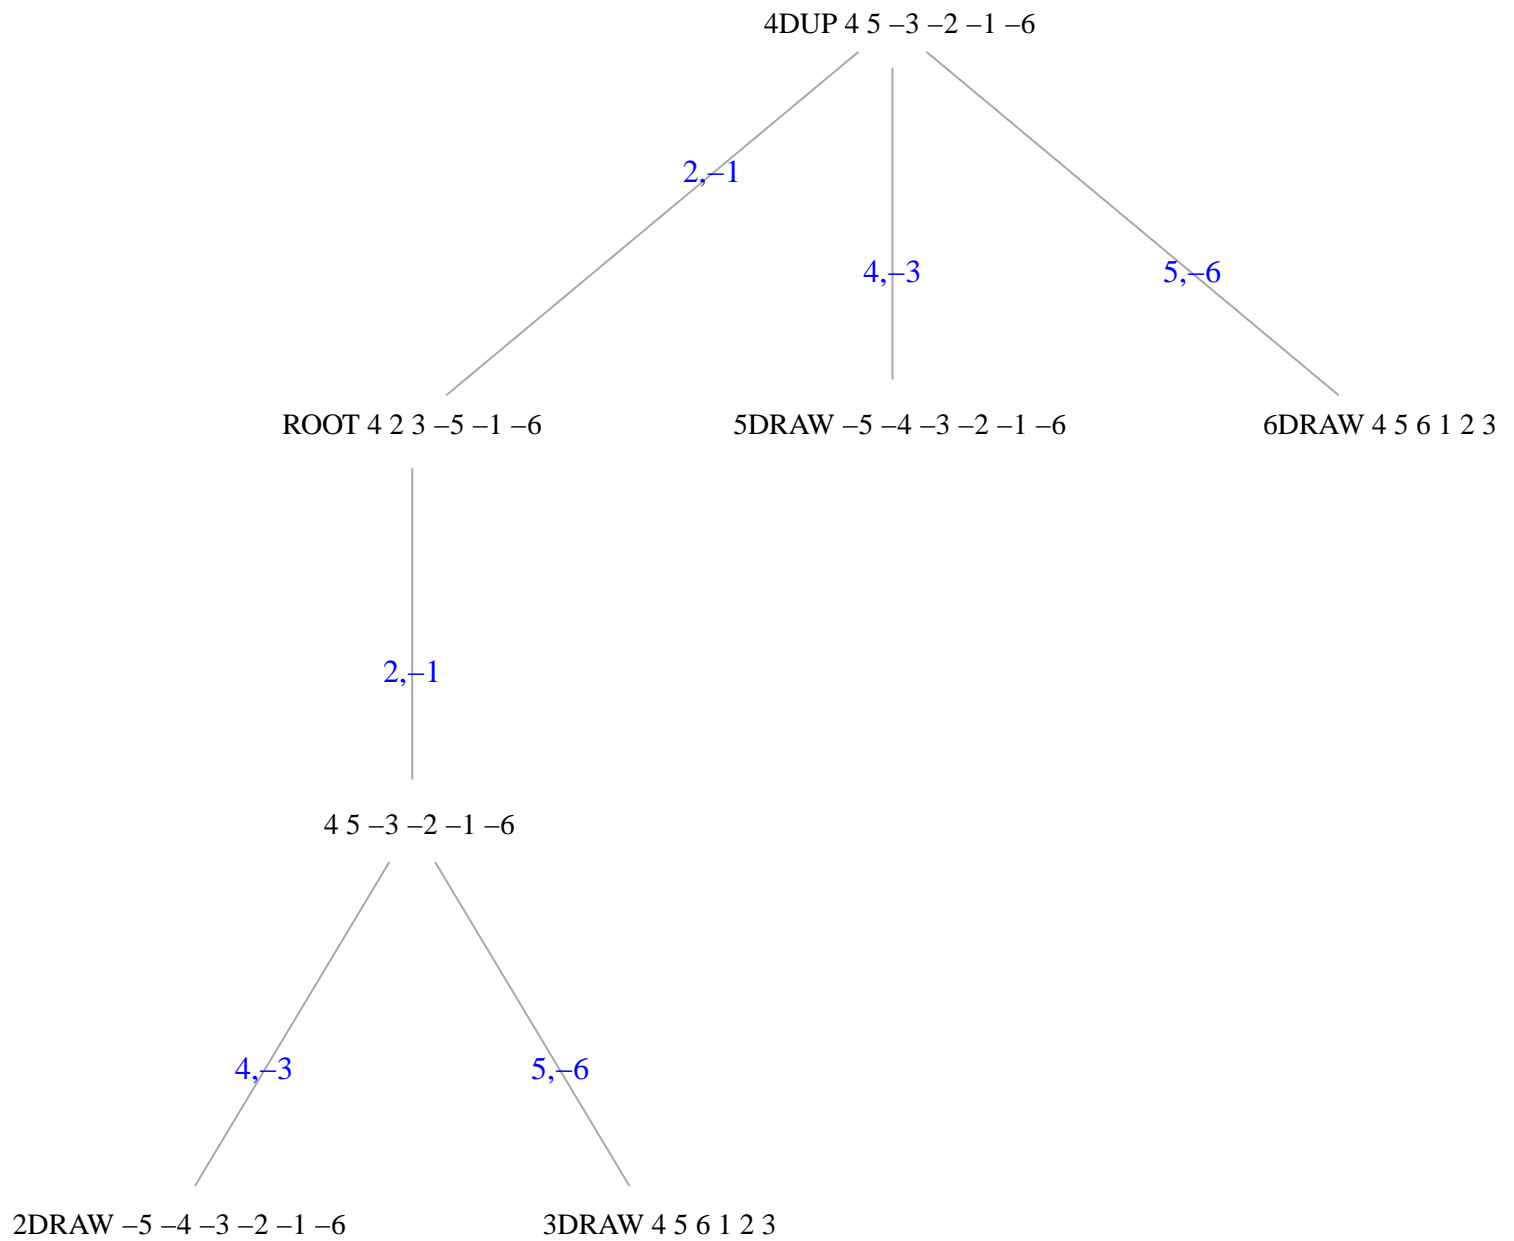 4DUP 4 5 –3 –2 –1 –6
2,–1
4,–3
5,–6
ROOT 4 2 3 –5 –1 –6
5DRAW –5 –4 –3 –2 –1 –6
6DRAW 4 5 6 1 2 3
2,–1
4 5 –3 –2 –1 –6
4,–3
5,–6
2DRAW –5 –4 –3 –2 –1 –6
3DRAW 4 5 6 1 2 3